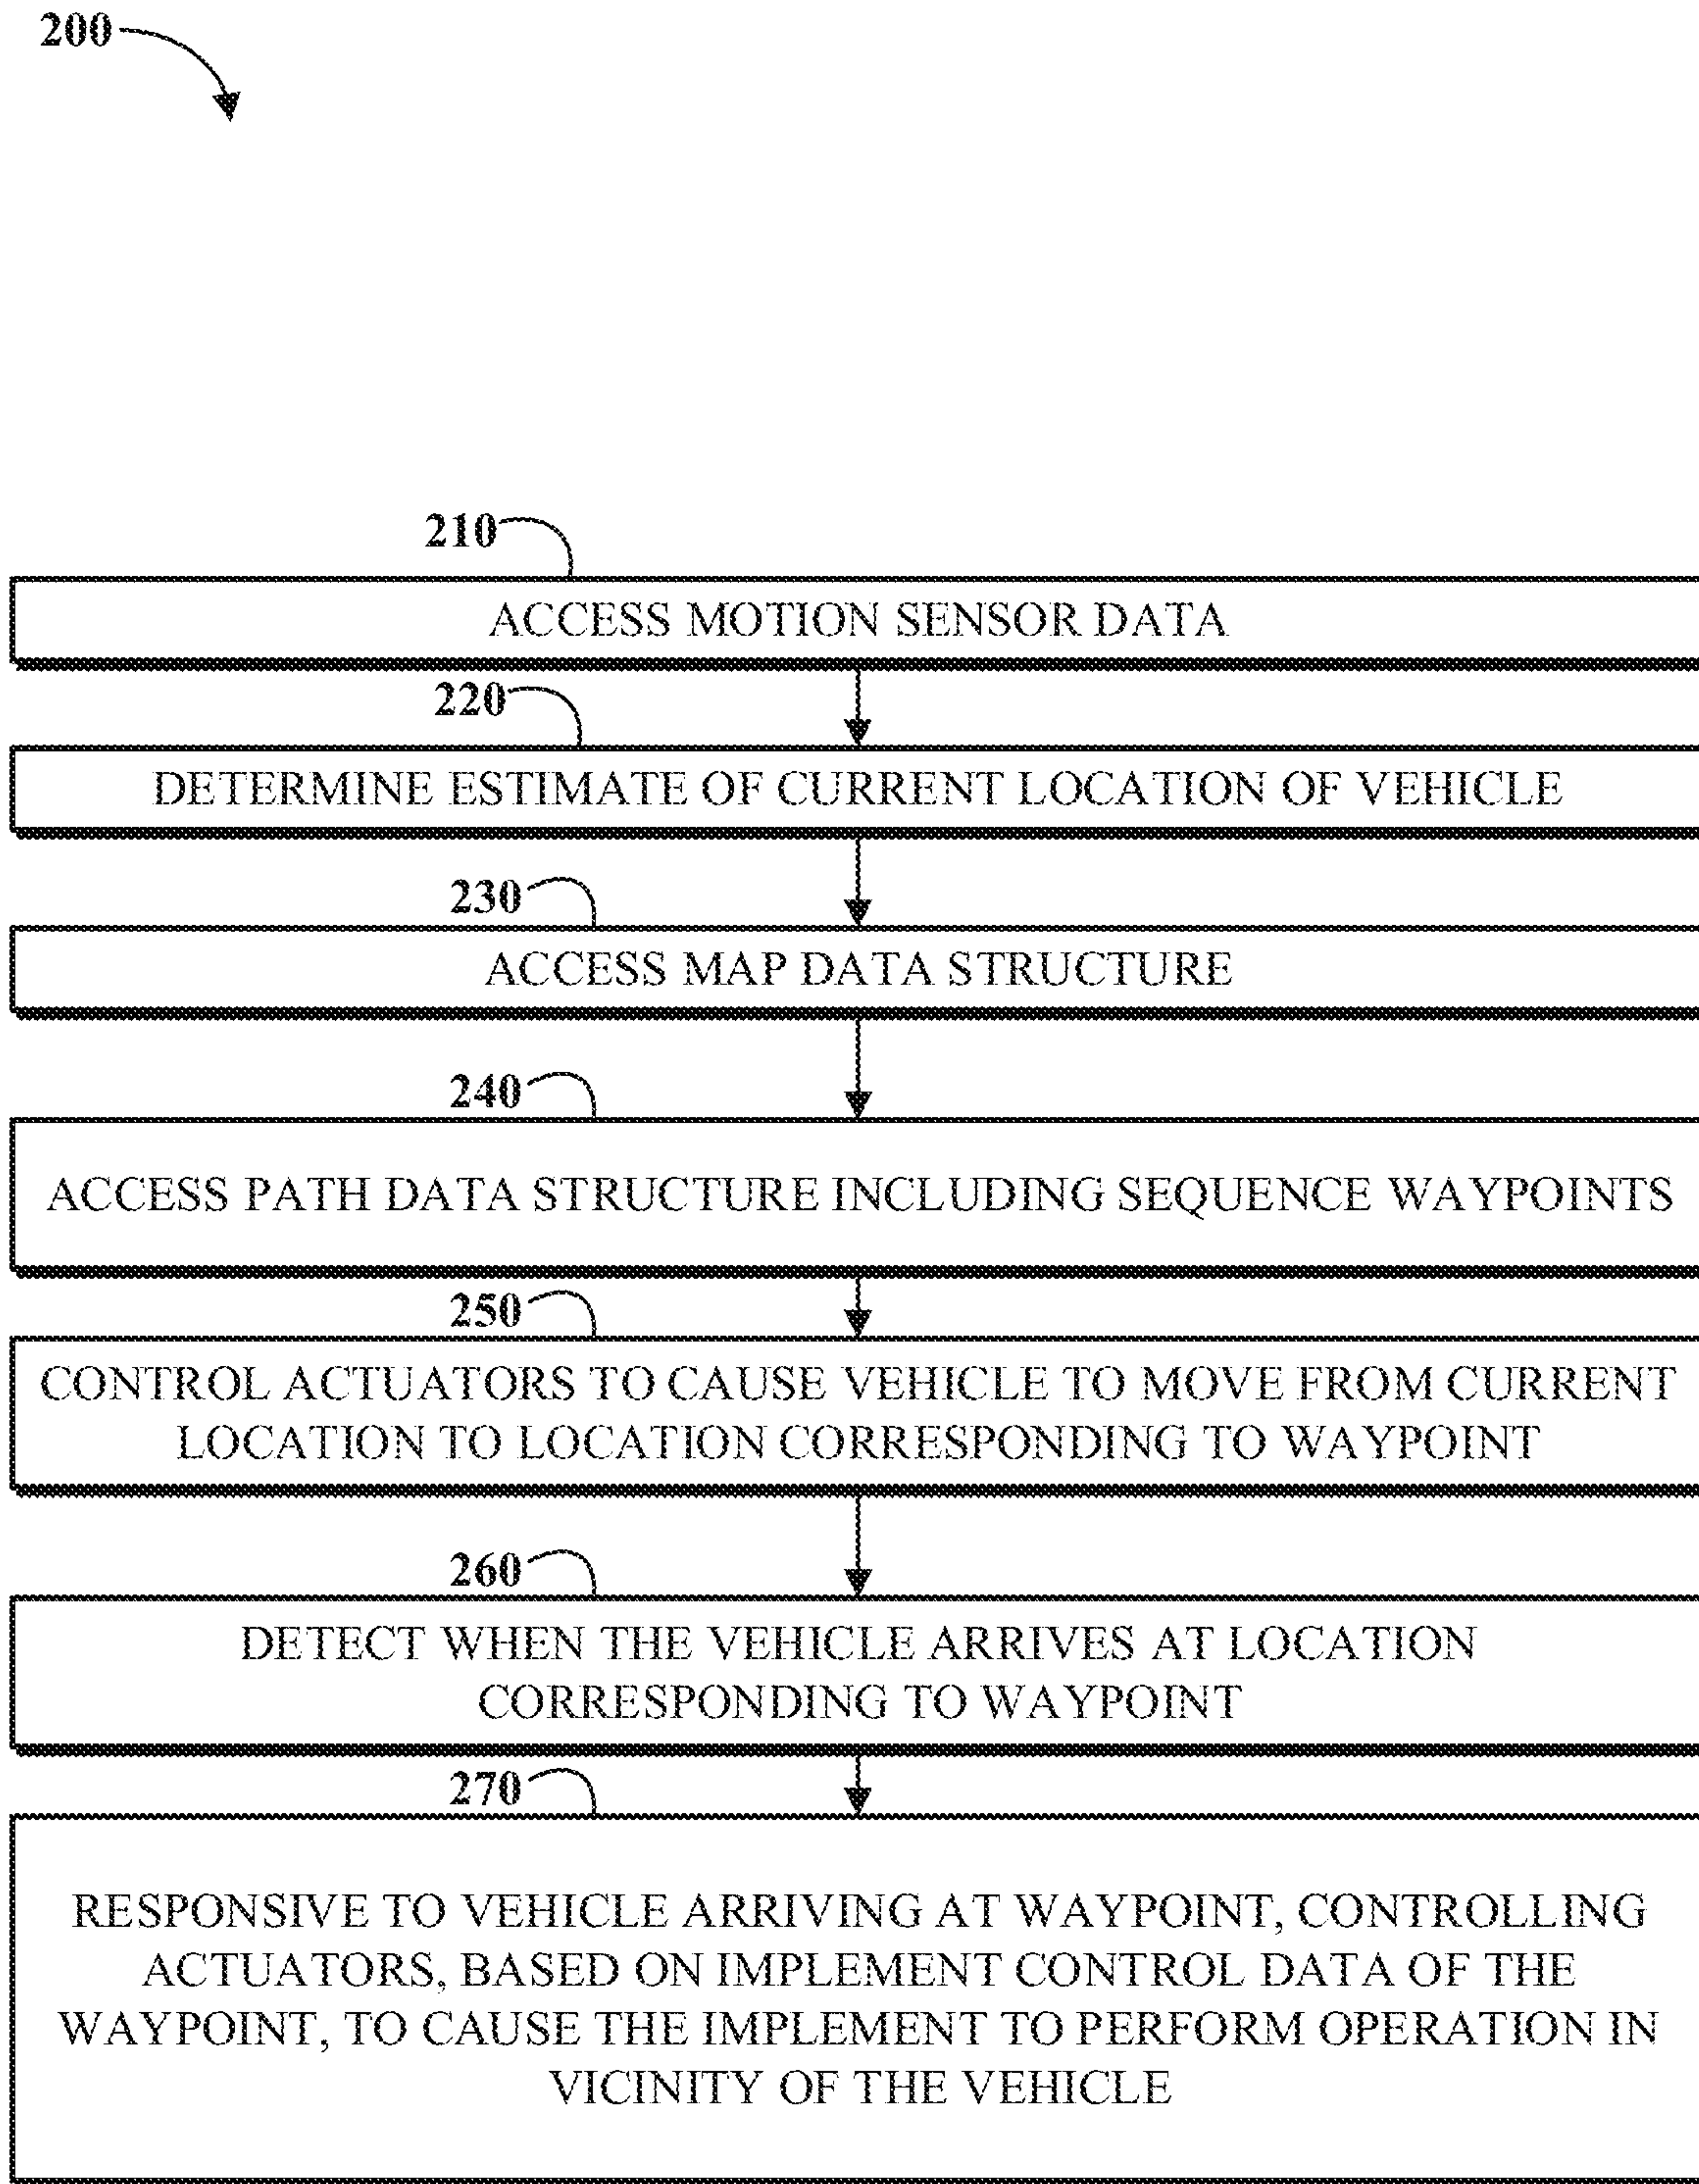 200
210
ACCESS MOTION SENSOR DATA
220
DETERMINE ESTIMATE OF CURRENT LOCATION OF VEHICLE
230
ACCESS MAP DATA STRUCTURE
240
ACCESS PATH DATA STRUCTURE INCLUDING SEQUENCE WAYPOINTS
250
CONTROL ACTUATORS TO CAUSE VEHICLE TO MOVE FROM CURRENT
LOCATION TO LOCATION CORRESPONDING TO WAYPOINT
260
DETECT WHEN THE VEHICLE ARRIVES AT LOCATION
CORRESPONDING TO WAYPOINT
270
RESPONSIVE TO VEHICLE ARRIVING AT WAYPOINT, CONTROLLING
ACTUATORS, BASED ON IMPLEMENT CONTROL DATA OF THE
WAYPOINT, TO CAUSE THE IMPLEMENT TO PERFORM OPERATION IN
VICINITY OF THE VEHICLE